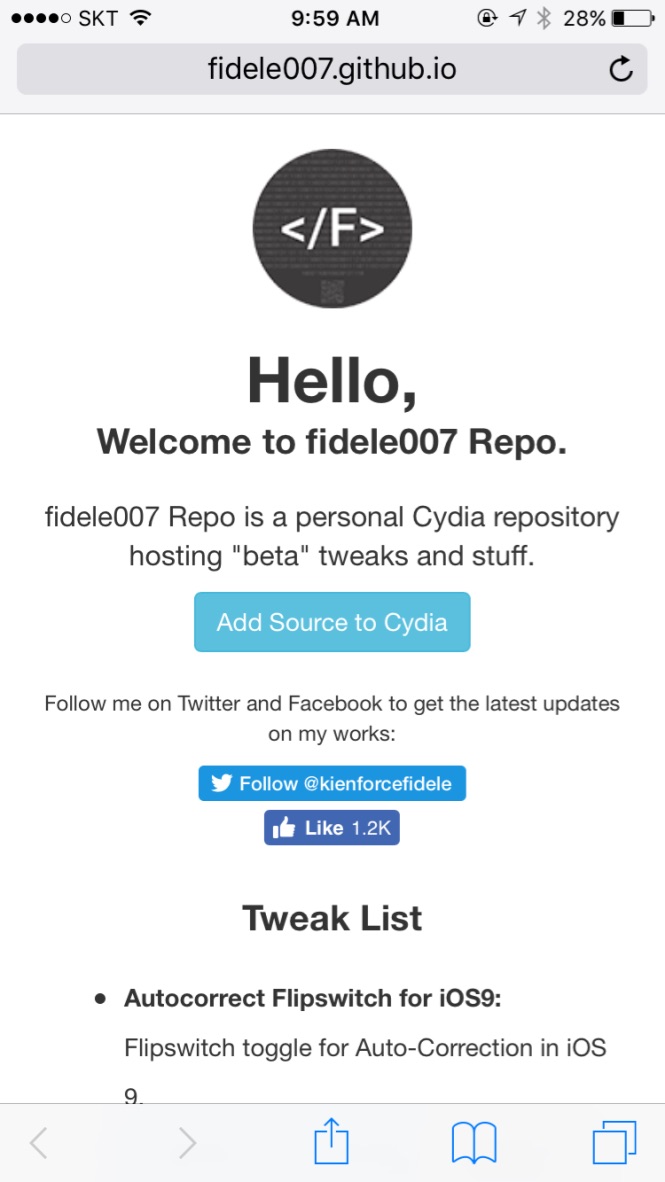 SKT 9:59 AM 28%
fidele007.github.io
</F>
Hello,
Welcome to fidele007 Repo.
fidele007 Repo is a personal Cydia repository
hosting "beta" tweaks and stuff.
Add Source to Cydia
Follow me on Twitter and Facebook to get the latest updates
on my works:
Follow @kienforcefidele
Like 1.2K
Tweak List
• Autocorrect Flipswitch for iOS9:
Flipswitch toggle for Auto-Correction in iOS
9.